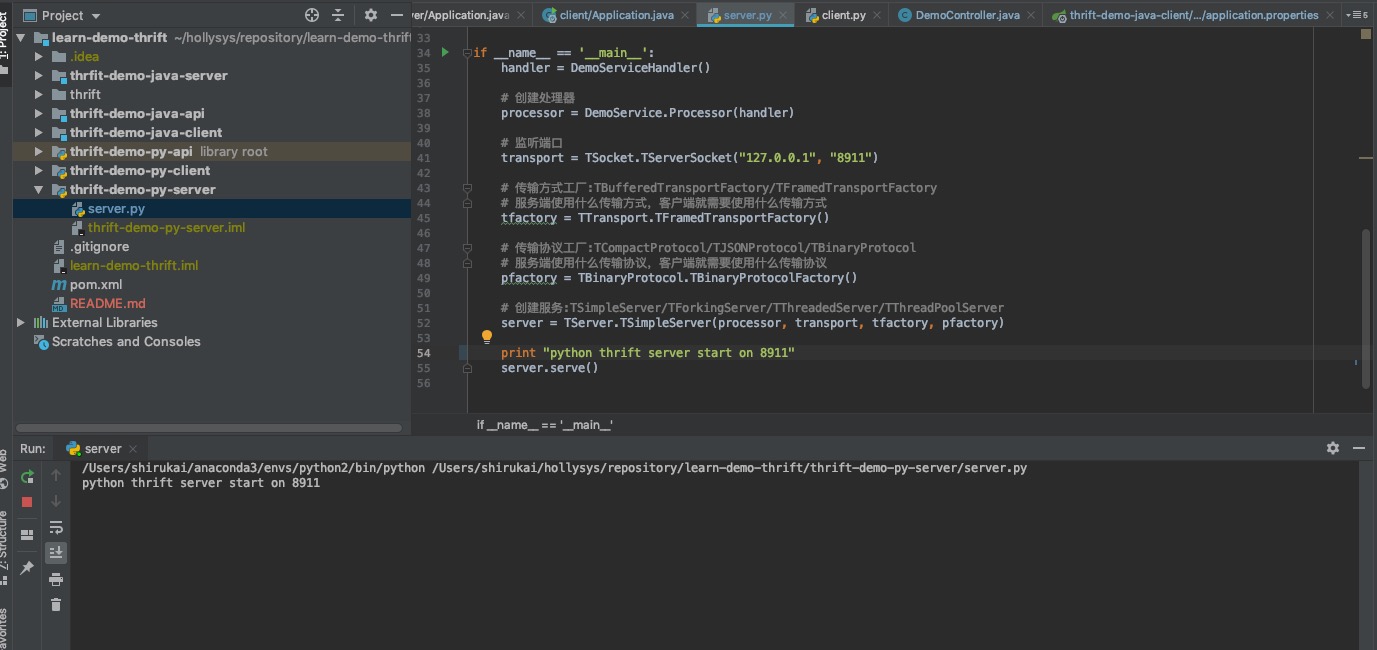 Project
ver/Application.java
client/Application.java
server.py
client.py
DemoController.java
thrift-demo-java-client/.../application.properties
6
1: Project
learn-demo-thrift ~/hollysys/repository/learn-demo-thrift
.idea
thrfit-demo-java-server
thrift
thrift-demo-java-api
thrift-demo-java-client
thrift-demo-py-api library root
thrift-demo-py-client
thrift-demo-py-server
server.py
thrift-demo-py-server.iml
.gitignore
learn-demo-thrift.iml
pom.xml
README.md
External Libraries
Scratches and Consoles
33
34 if __name__ == '__main__':
35 handler = DemoServiceHandler()
36
37 # 创建处理器
38 processor = DemoService.Processor(handler)
39
40 # 监听端口
41 transport = TSocket.TServerSocket("127.0.0.1", "8911")
42
43 # 传输方式工厂:TBufferedTransportFactory/TFramedTransportFactory
44 # 服务端使用什么传输方式，客户端就需要使用什么传输方式
45 tfactory = TTransport.TFramedTransportFactory()
46
47 # 传输协议工厂:TCompactProtocol/TJSONProtocol/TBinaryProtocol
48 # 服务端使用什么传输协议，客户端就需要使用什么传输协议
49 pfactory = TBinaryProtocol.TBinaryProtocolFactory()
50
51 # 创建服务:TSimpleServer/TForkingServer/TThreadedServer/TThreadPoolServer
52 server = TServer.TSimpleServer(processor, transport, tfactory, pfactory)
53
54 print "python thrift server start on 8911"
55 server.serve()
56
if __name__ == '__main__'
Run: server
/Users/shirukai/anaconda3/envs/python2/bin/python /Users/shirukai/hollysys/repository/learn-demo-thrift/thrift-demo-py-server/server.py
python thrift server start on 8911
Web
7: Structure
avorites